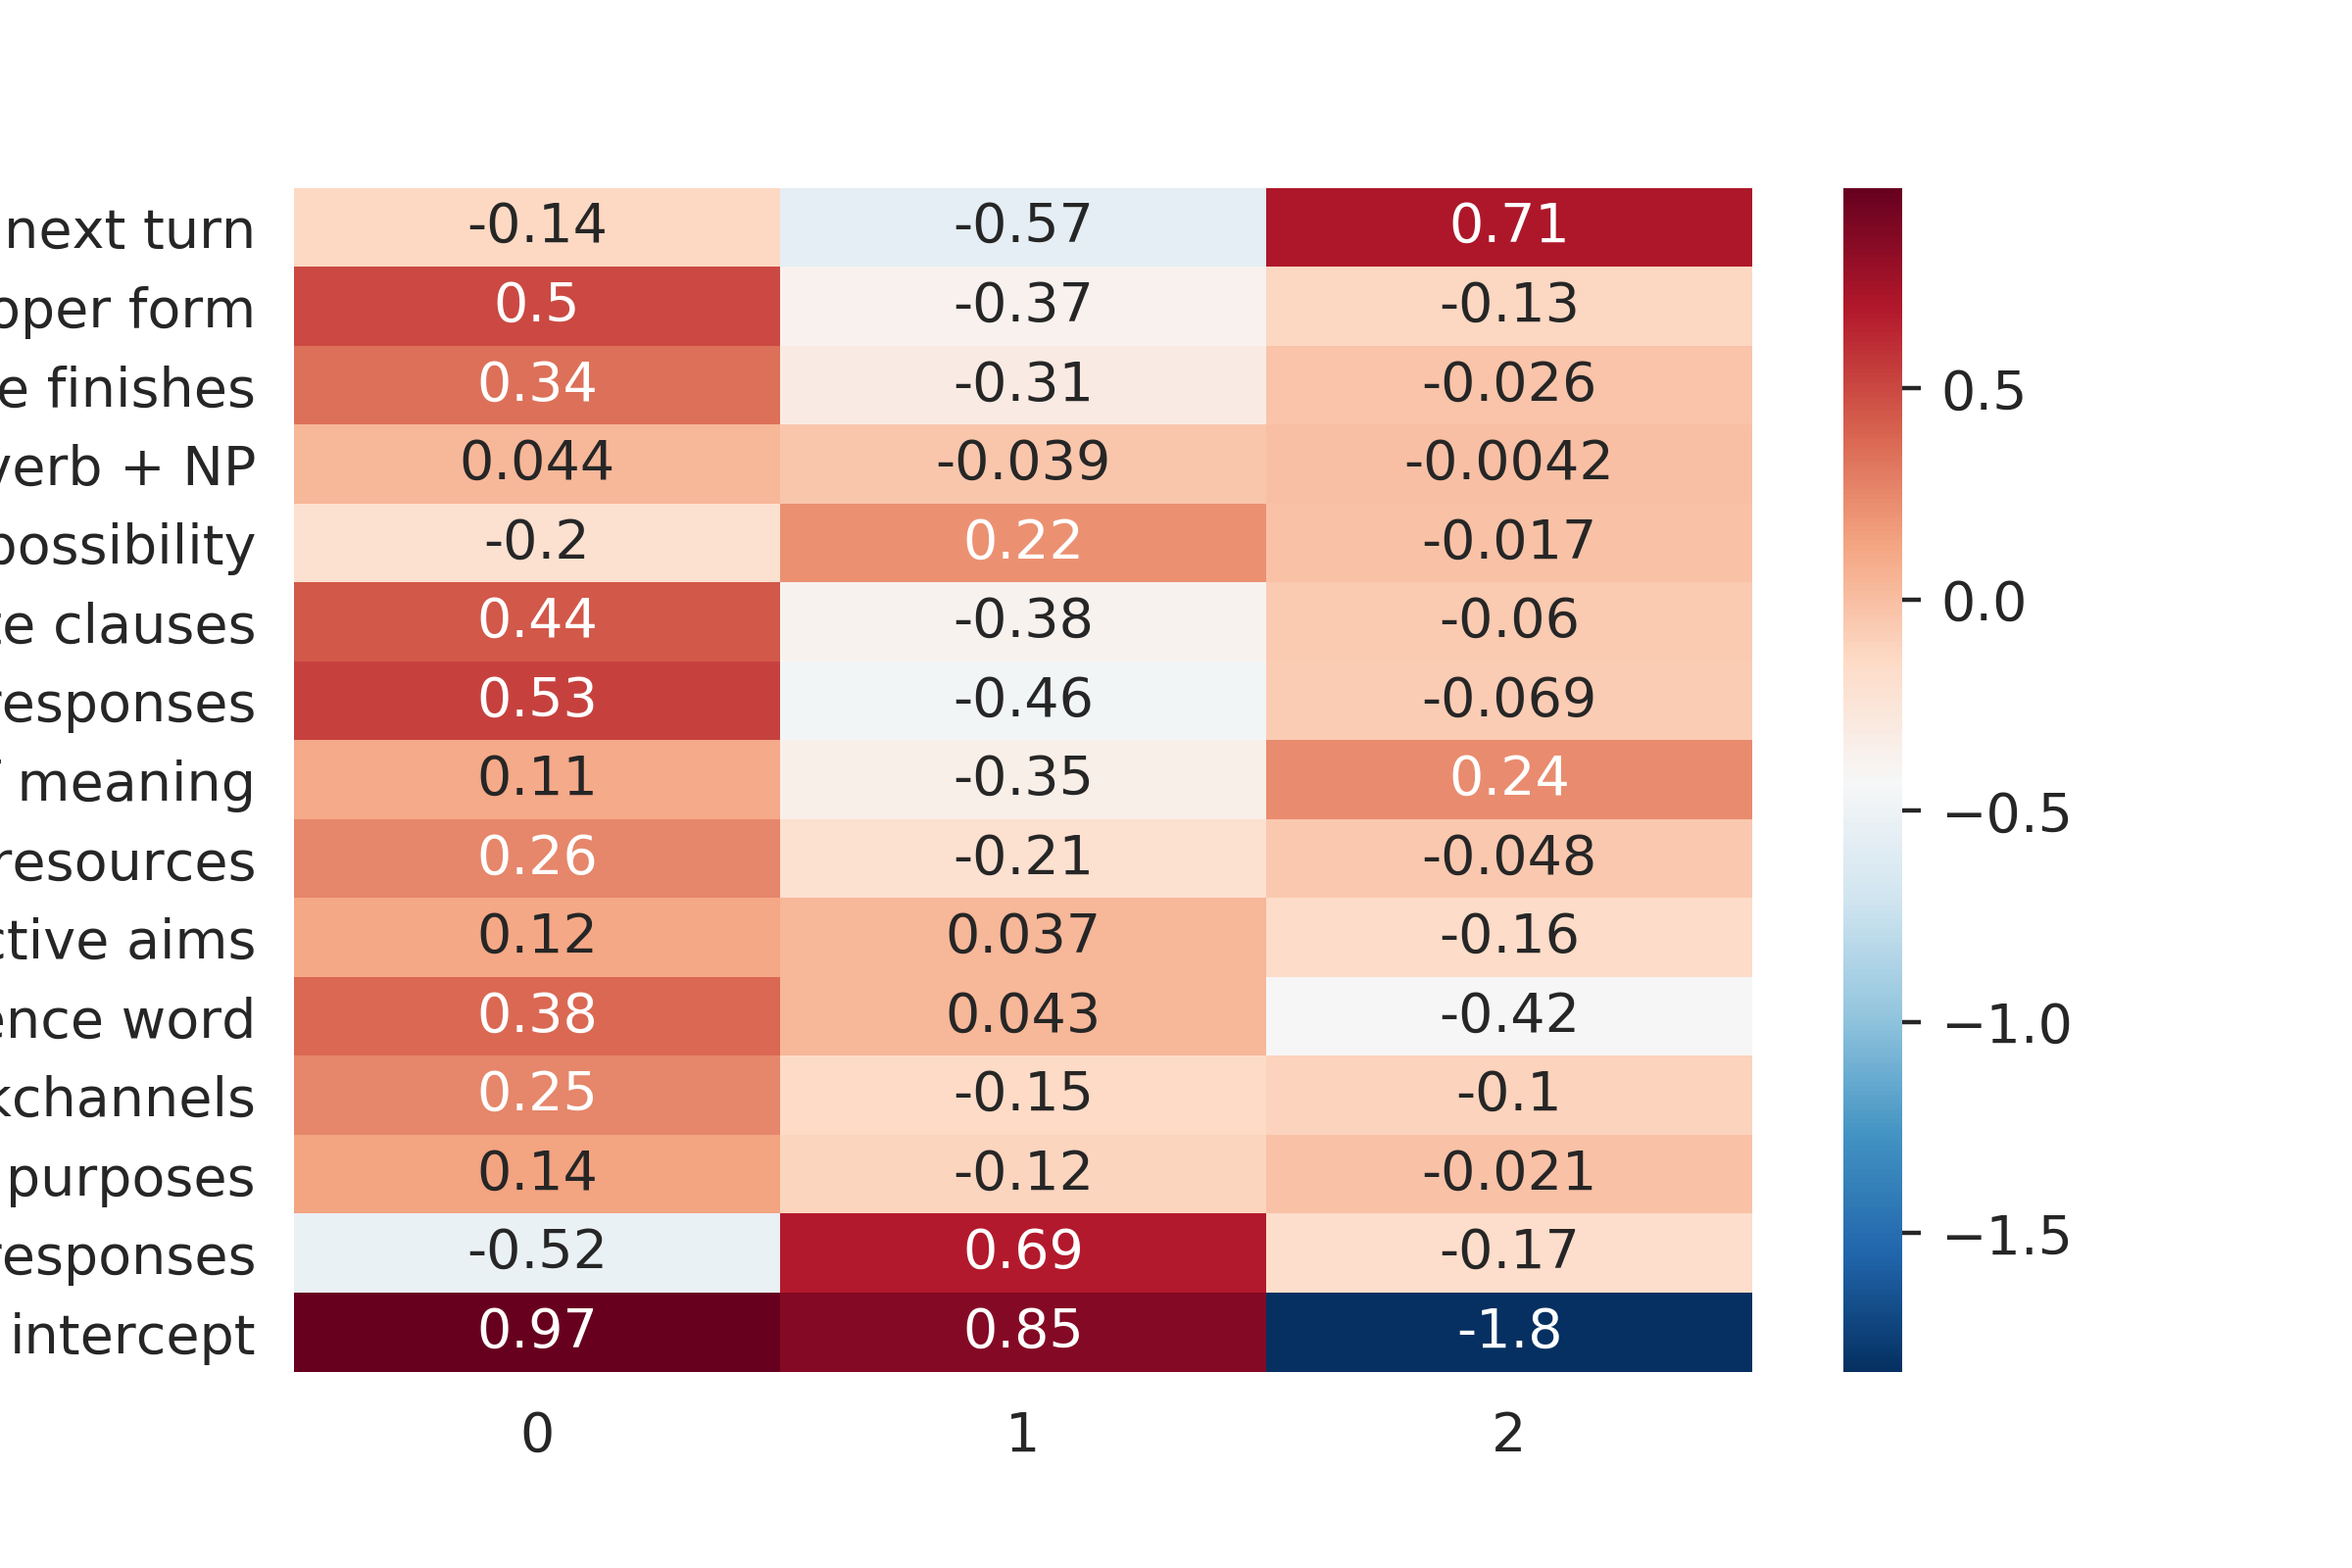 next turn -0.14 -0.57 0.71
pper form 0.5 -0.37 -0.13 0.5
e finishes 0.34 -0.31 -0.026
verb + NP 0.044 -0.039 -0.0042
possibility -0.2 0.22 -0.017 0.0
te clauses 0.44 -0.38 -0.06
responses 0.53 -0.46 -0.069
meaning 0.11 -0.35 0.24 −0.5
resources 0.26 -0.21 -0.048
ctive aims 0.12 0.037 -0.16
ence word 0.38 0.043 -0.42 −1.0
kchannels 0.25 -0.15 -0.1
purposes 0.14 -0.12 -0.021
responses -0.52 0.69 -0.17 −1.5
intercept 0.97 0.85 -1.8
0 1 2